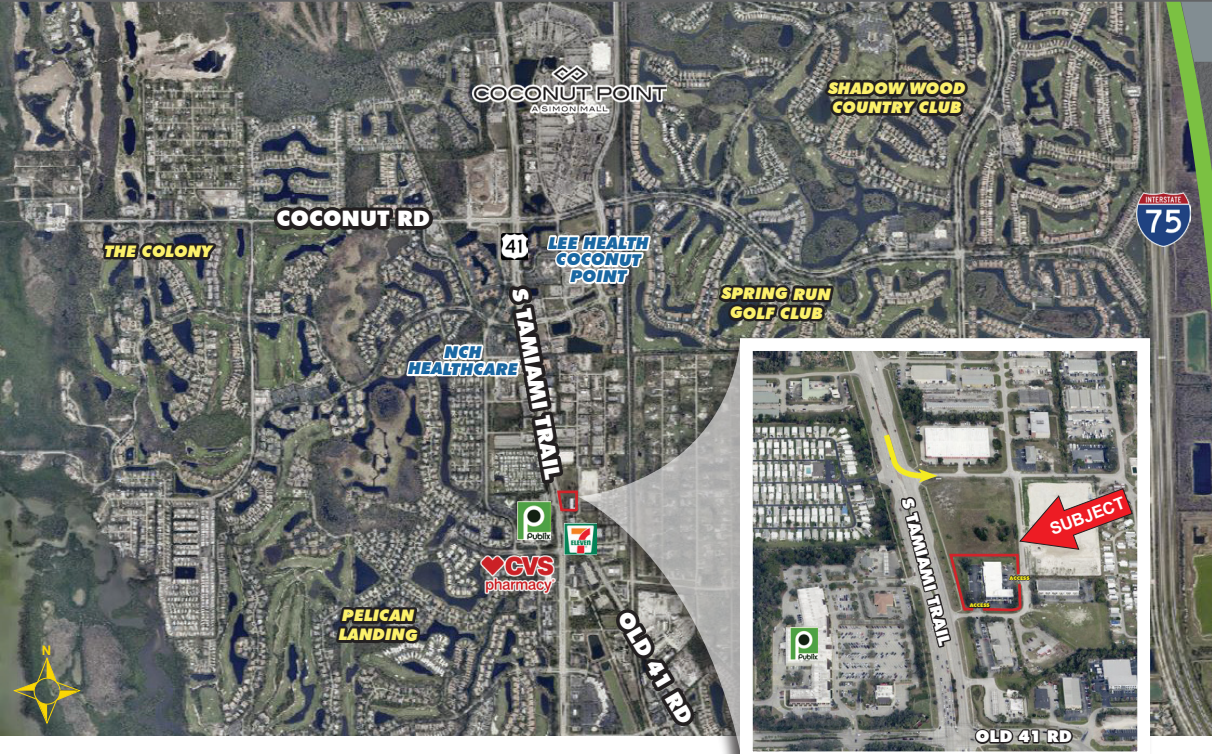 COCONUT POINT
A SIMON MALL
SHADOW WOOD
COUNTRY CLUB
INTERSTATE
75
COCONUT RD
THE COLONY
41
LEE HEALTH
COCONUT
POINT
SPRING RUN
GOLF CLUB
S TAMIAMI TRAIL
NCH
HEALTHCARE
Publix
7
ELEVEN
CVS
pharmacy
PELICAN
LANDING
OLD 41 RD
N
S TAMIAMI TRAIL
SUBJECT
ACCESS
ACCESS
Publix
OLD 41 RD